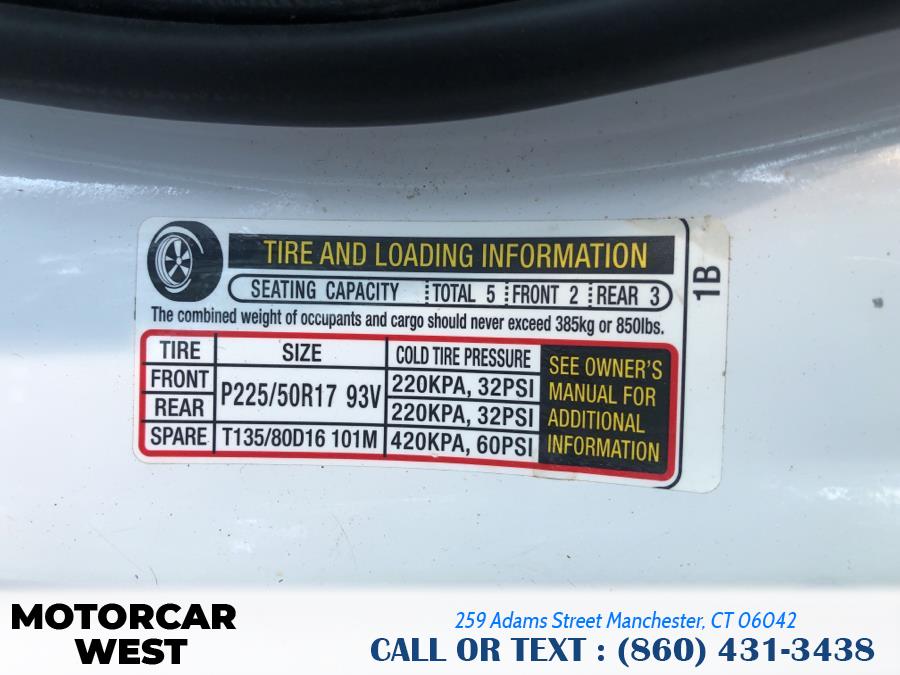 TIRE AND LOADING INFORMATION
SEATING CAPACITY TOTAL 5 FRONT 2 REAR 3
The combined weight of occupants and cargo should never exceed 385kg or 850lbs.
1B
TIRE SIZE COLD TIRE PRESSURE
FRONT P225/50R17 93V 220KPA, 32PSI
REAR 220KPA, 32PSI
SPARE T135/80D16 101M 420KPA, 60PSI
SEE OWNER'S
MANUAL FOR
ADDITIONAL
INFORMATION
MOTORCAR
WEST
259 Adams Street Manchester, CT 06042
CALL OR TEXT : (860) 431-3438